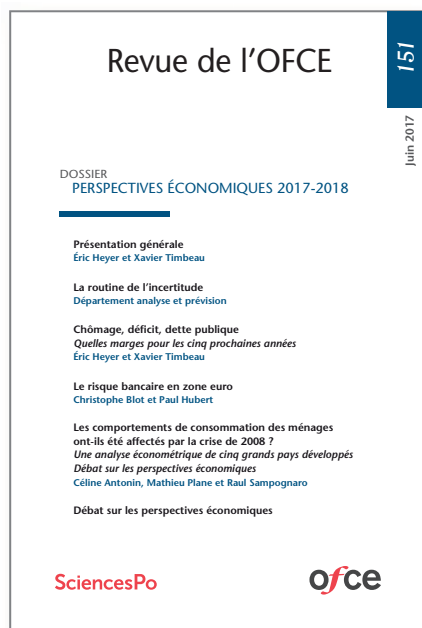 Revue de l'OFCE
151
Juin 2017
DOSSIER
PERSPECTIVES ÉCONOMIQUES 2017-2018
Présentation générale
Éric Heyer et Xavier Timbeau
La routine de l'incertitude
Département analyse et prévision
Chômage, déficit, dette publique
Quelles marges pour les cinq prochaines années
Éric Heyer et Xavier Timbeau
Le risque bancaire en zone euro
Christophe Blot et Paul Hubert
Les comportements de consommation des ménages
ont-ils été affectés par la crise de 2008 ?
Une analyse économétrique de cinq grands pays développés
Débat sur les perspectives économiques
Céline Antonin, Mathieu Plane et Raul Sampognaro
Débat sur les perspectives économiques
SciencesPo
ofce